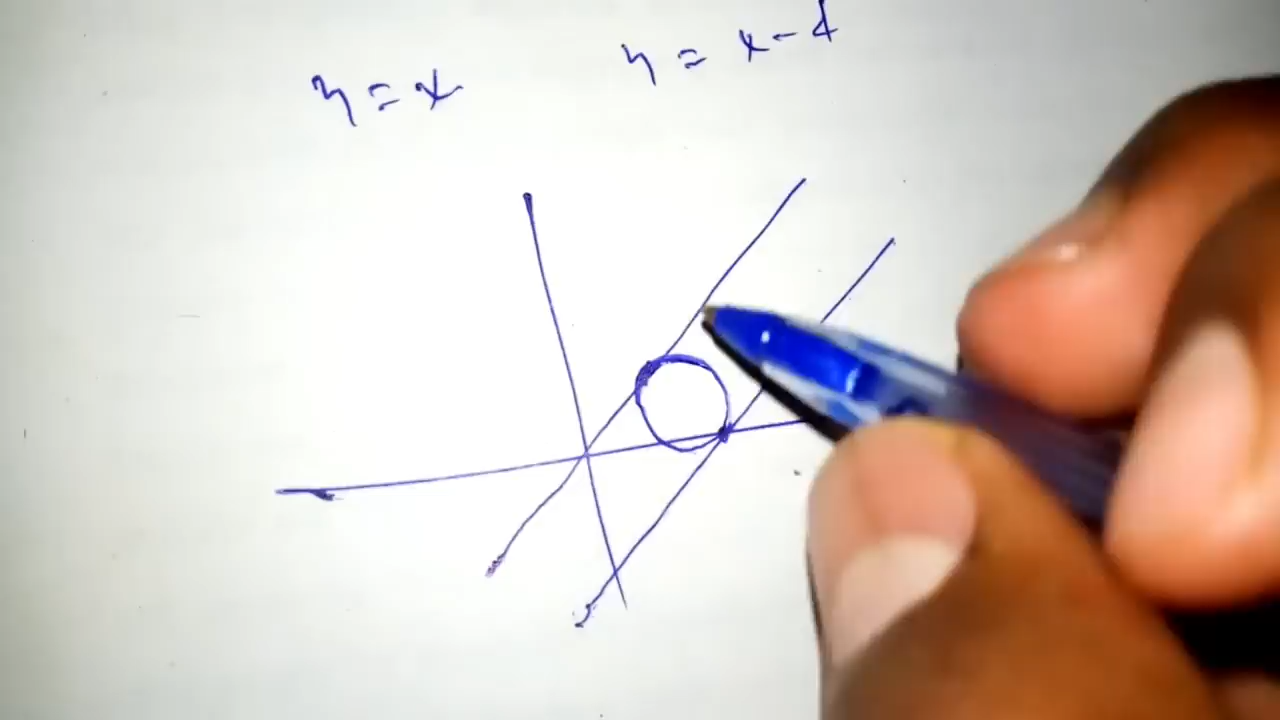 y = x
y = x - 4